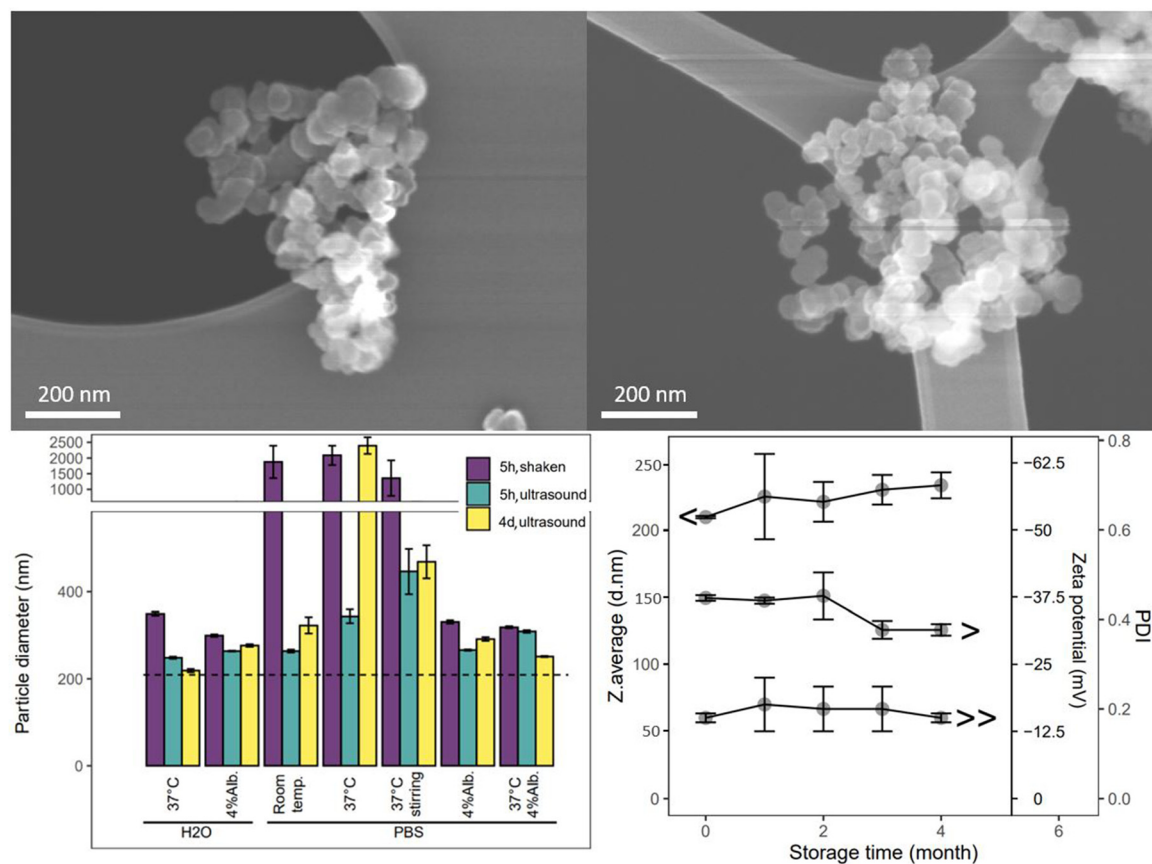 200 nm
200 nm
Particle diameter (nm)
2500
2000
1500
1000
400
200
0
5h, shaken
5h, ultrasound
4d, ultrasound
37°C
4%Alb.
Room
temp.
37°C
37°C
stirring
4%Alb.
37°C
4%Alb.
H2O
PBS
Z.average (d.nm)
250
200
150
100
50
0
<
>
>>
−62.5
−50
−37.5
−25
−12.5
0
Zeta potential (mV)
0.8
0.6
0.4
0.2
0.0
PDI
0
2
4
6
Storage time (month)